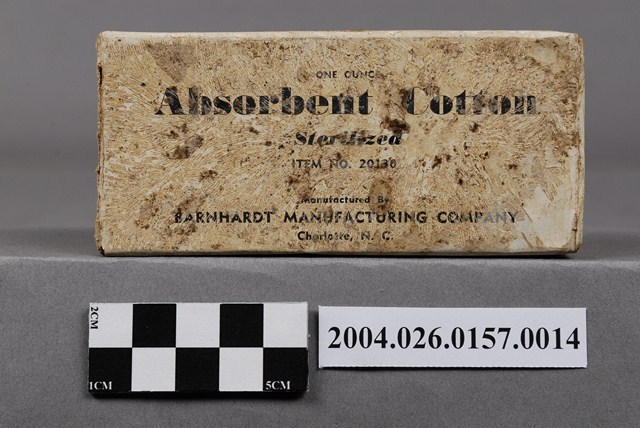 ONE OUNCE
Absorbent Cotton
Sterilized
ITEM NO. 20136
Manufactured By
BARNHARDT MANUFACTURING COMPANY
Charlotte, N. C.
2CM
1CM
5CM
2004.026.0157.0014